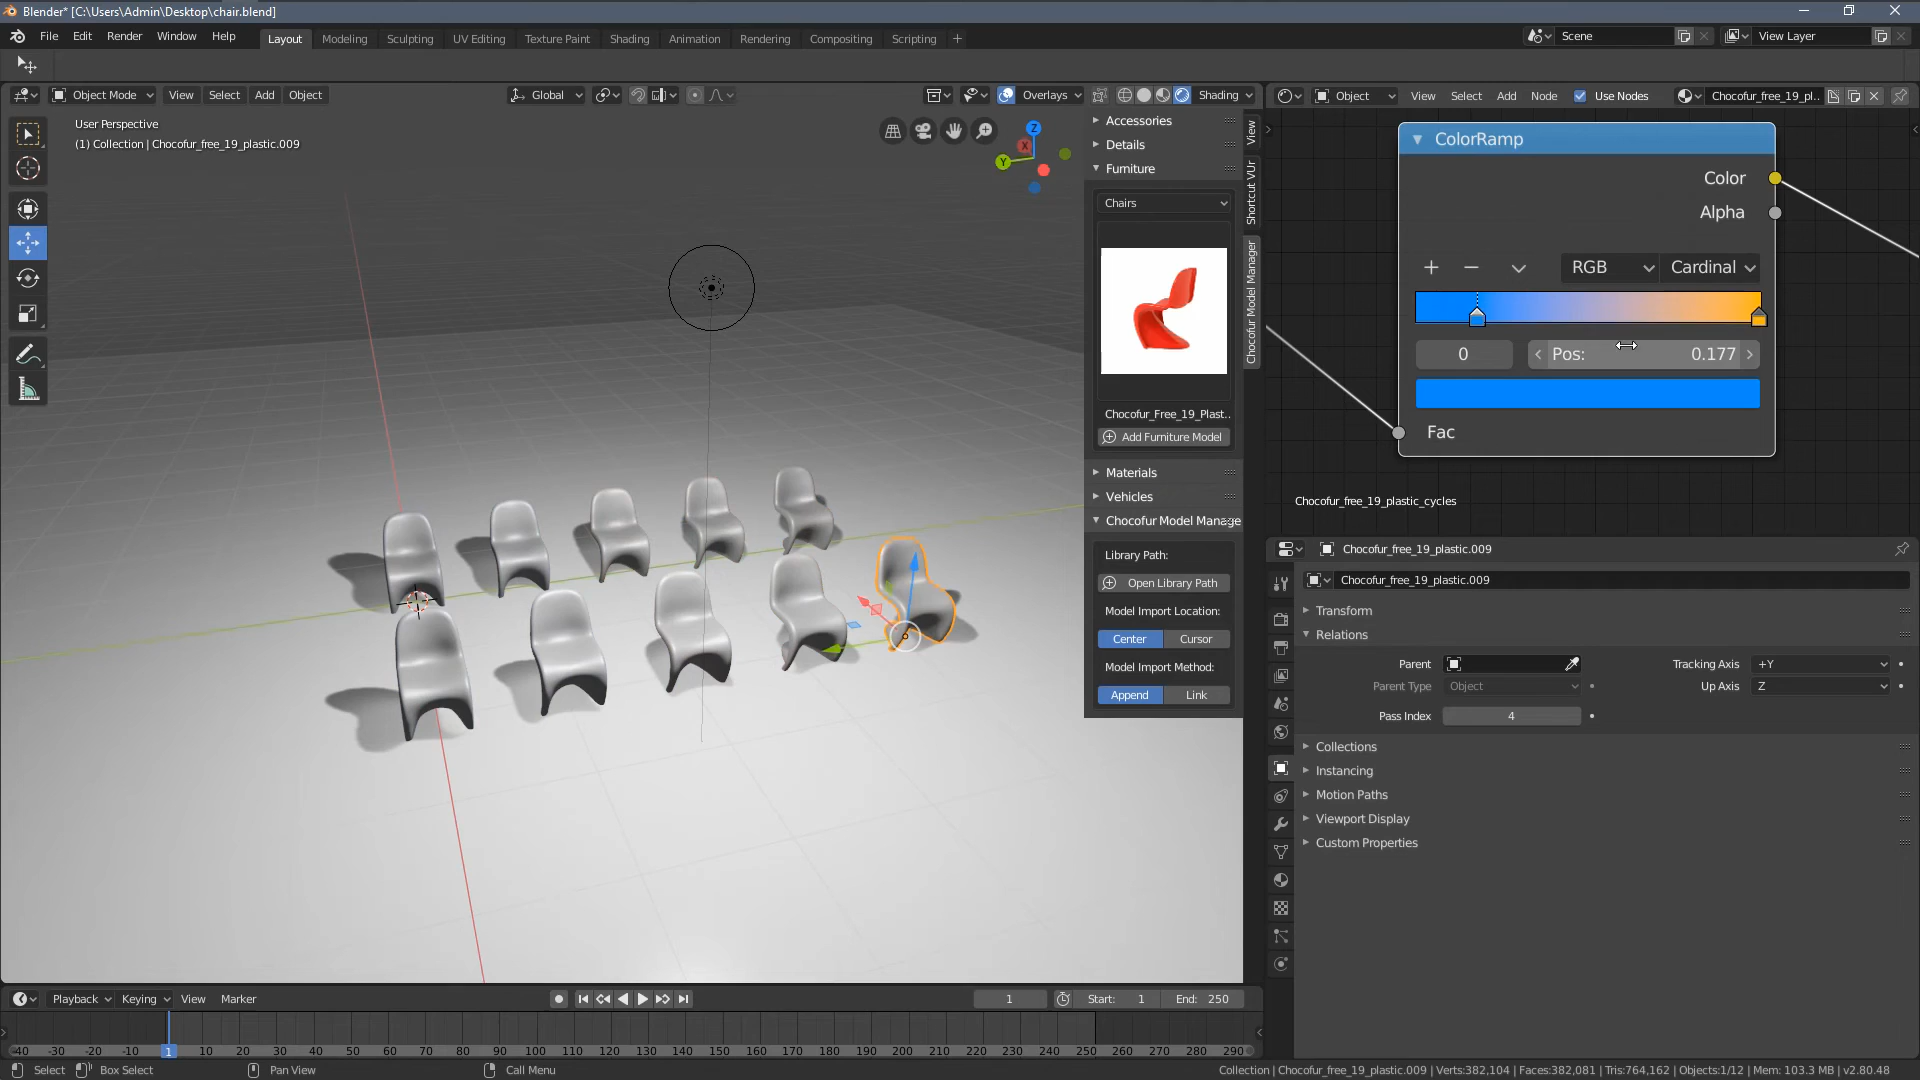 Blender* [C:\Users\Admin\Desktop\chair.blend]
File Edit Render Window Help
Layout Modeling Sculpting UV Editing Texture Paint Shading Animation Rendering Compositing Scripting +
Scene View Layer
Object Mode View Select Add Object Global Overlays Shading
Object View Select Add Node Use Nodes Chocofur_free_19_pl...
User Perspective
(1) Collection | Chocofur_free_19_plastic.009
Z
X
Y
Accessories
Details
Furniture
Chairs
Chocofur_Free_19_Plast..
Add Furniture Model
Materials
Vehicles
Chocofur Model Manage
Library Path:
Open Library Path
Model Import Location:
Center Cursor
Model Import Method:
Append Link
View
Shortcut VUr
Chocofur Model Manager
ColorRamp
Color
Alpha
RGB Cardinal
0 Pos: 0.177
Fac
Chocofur_free_19_plastic_cycles
Chocofur_free_19_plastic.009
Chocofur_free_19_plastic.009
Transform
Relations
Parent Tracking Axis +Y
Parent Type Object Up Axis Z
Pass Index 4
Collections
Instancing
Motion Paths
Viewport Display
Custom Properties
Playback Keying View Marker 1 Start: 1 End: 250
-40 -30 -20 -10 1 10 20 30 40 50 60 70 80 90 100 110 120 130 140 150 160 170 180 190 200 210 220 230 240 250 260 270 280 290
Select Box Select Pan View Call Menu
Collection | Chocofur_free_19_plastic.009 | Verts:382,104 | Faces:382,081 | Tris:764,162 | Objects:1/12 | Mem: 103.3 MB | v2.80.48